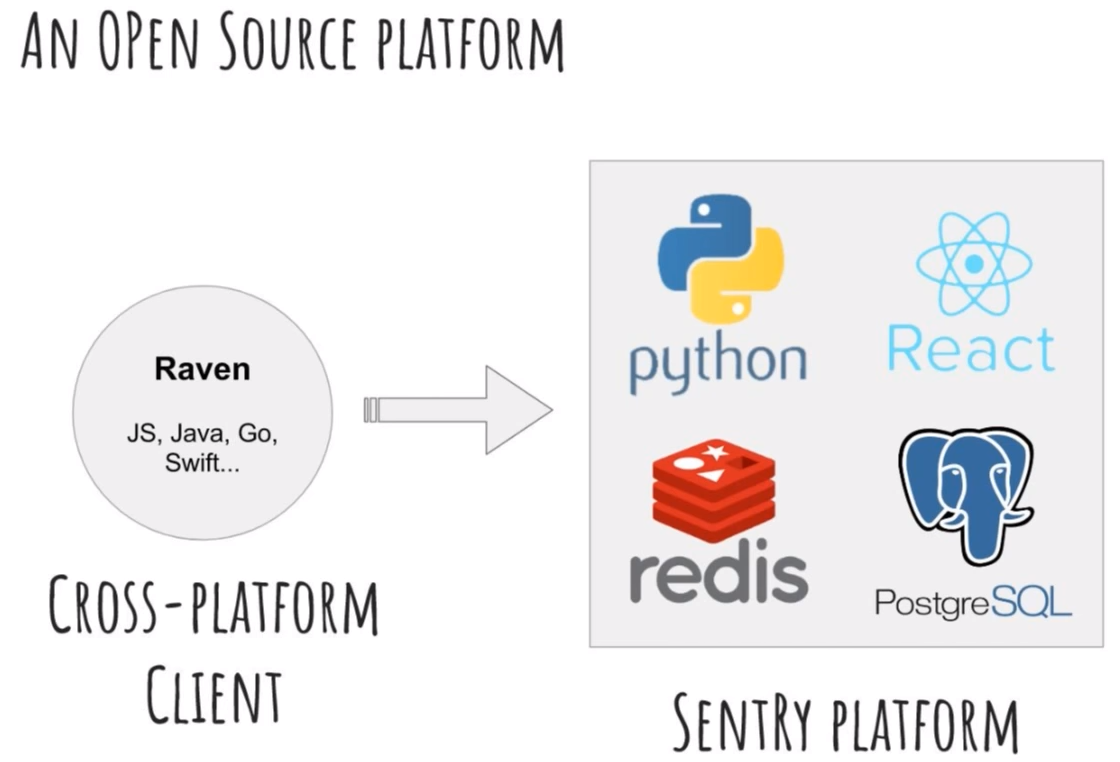 An Open Source platform
Raven
JS, Java, Go,
Swift...
Cross-platform
Client
python
React
redis
PostgreSQL
Sentry platform